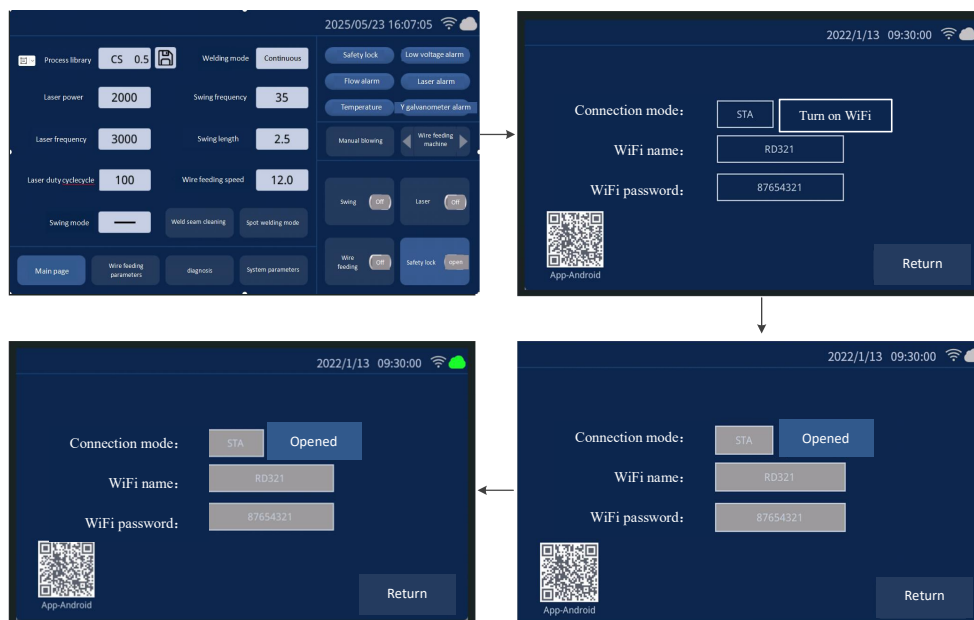 2025/05/23 16:07:05
Process library CS 0.5 Welding mode Continuous
Laser power 2000 Swing frequency 35
Laser frequency 3000 Swing length 2.5
Laser duty cyclecycle 100 Wire feeding speed 12.0
Swing mode Weld seam cleaning Spot welding mode
Main page Wire feeding parameters diagnosis System parameters
Safety lock Low voltage alarm
Flow alarm Laser alarm
Temperature Y galvanometer alarm
Manual blowing Wire feeding machine
Swing Off Laser Off
Wire feeding Off Safety lock open
2022/1/13 09:30:00
Connection mode: STA Turn on WiFi
WiFi name: RD321
WiFi password: 87654321
App-Android
Return
2022/1/13 09:30:00
Connection mode: STA Opened
WiFi name: RD321
WiFi password: 87654321
App-Android
Return
2022/1/13 09:30:00
Connection mode: STA Opened
WiFi name: RD321
WiFi password: 87654321
App-Android
Return